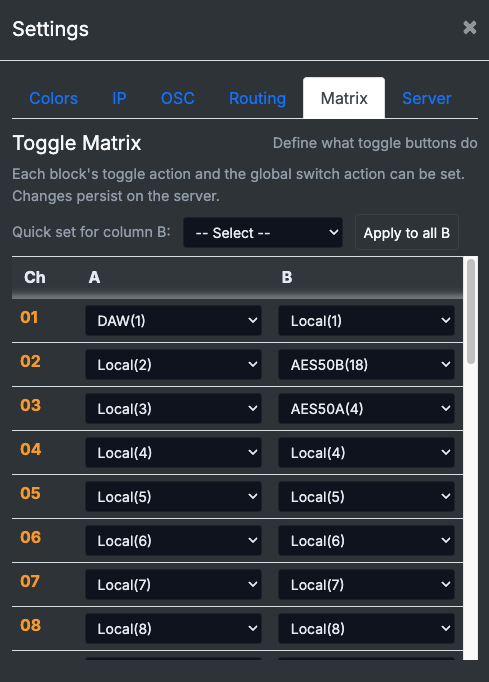 Settings ×
Colors IP OSC Routing Matrix Server
Toggle Matrix Define what toggle buttons do
Each block's toggle action and the global switch action can be set.
Changes persist on the server.
Quick set for column B: -- Select -- Apply to all B
Ch A B
01 DAW(1) Local(1)
02 Local(2) AES50B(18)
03 Local(3) AES50A(4)
04 Local(4) Local(4)
05 Local(5) Local(5)
06 Local(6) Local(6)
07 Local(7) Local(7)
08 Local(8) Local(8)